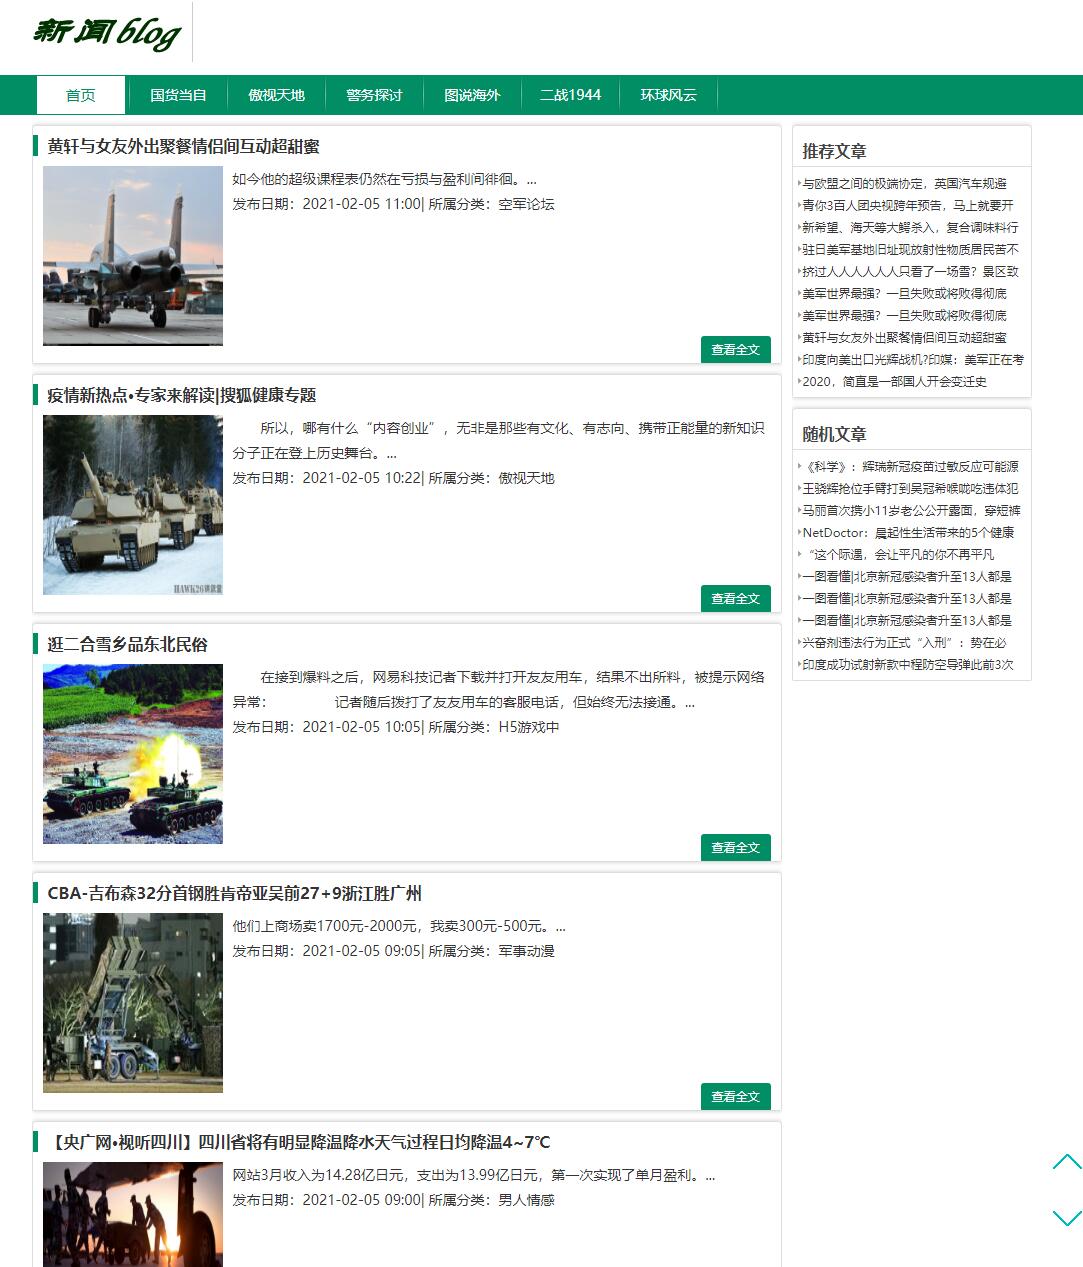 新闻blog
首页 国货当自 傲视天地 警务探讨 图说海外 二战1944 环球风云
黄轩与女友外出聚餐情侣间互动超甜蜜
如今他的超级课程表仍然在亏损与盈利间徘徊。...
发布日期：2021-02-05 11:00| 所属分类：空军论坛
查看全文
疫情新热点•专家来解读|搜狐健康专题
所以，哪有什么“内容创业”，无非是那些有文化、有志向、携带正能量的新知识
分子正在登上历史舞台。...
发布日期：2021-02-05 10:22| 所属分类：傲视天地
HAWK26
查看全文
逛二合雪乡品东北民俗
在接到爆料之后，网易科技记者下载并打开友友用车，结果不出所料，被提示网络
异常： 记者随后拨打了友友用车的客服电话，但始终无法接通。...
发布日期：2021-02-05 10:05| 所属分类：H5游戏中
查看全文
CBA-吉布森32分首钢胜肯帝亚吴前27+9浙江胜广州
他们上商场卖1700元-2000元，我卖300元-500元。...
发布日期：2021-02-05 09:05| 所属分类：军事动漫
查看全文
【央广网•视听四川】四川省将有明显降温降水天气过程日均降温4~7℃
网站3月收入为14.28亿日元，支出为13.99亿日元，第一次实现了单月盈利。...
发布日期：2021-02-05 09:00| 所属分类：男人情感
推荐文章
与欧盟之间的极端协定，英国汽车规避
青你3百人团央视跨年预告，马上就要开
新希望、海天等大鳄杀入，复合调味料行
驻日美军基地旧址现放射性物质居民苦不
挤过人人人人人人只看了一场雪？景区致
美军世界最强？一旦失败或将败得彻底
美军世界最强？一旦失败或将败得彻底
黄轩与女友外出聚餐情侣间互动超甜蜜
印度向美出口光辉战机?印媒：美军正在考
2020，简直是一部国人开会变迁史
随机文章
《科学》：辉瑞新冠疫苗过敏反应可能源
王骁辉抢位手臂打到吴冠希喉咙吃违体犯
马丽首次携小11岁老公公开露面，穿短裤
NetDoctor：晨起性生活带来的5个健康
“这个际遇，会让平凡的你不再平凡
一图看懂|北京新冠感染者升至13人都是
一图看懂|北京新冠感染者升至13人都是
一图看懂|北京新冠感染者升至13人都是
兴奋剂违法行为正式“入刑”：势在必
印度成功试射新款中程防空导弹此前3次